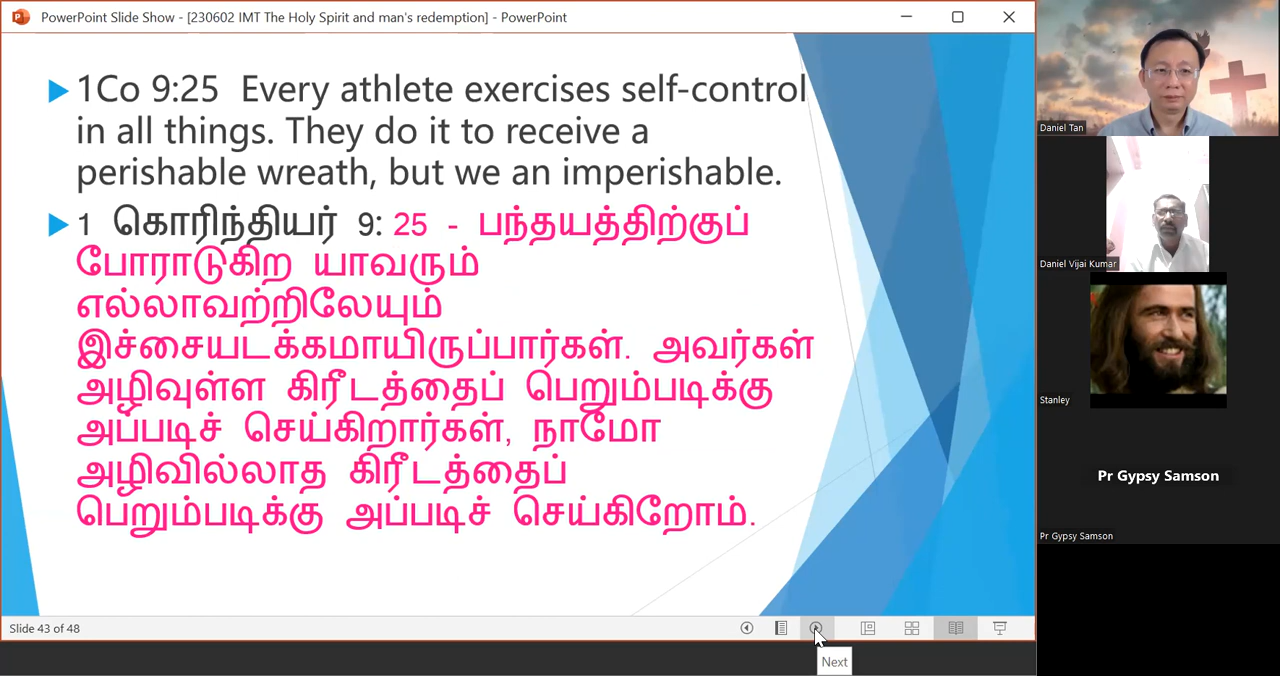 PowerPoint Slide Show - [230602 IMT The Holy Spirit and man's redemption] - PowerPoint
1Co 9:25 Every athlete exercises self-control
in all things. They do it to receive a
perishable wreath, but we an imperishable.
1 கொரிந்தியர் 9: 25 - பந்தயத்திற்குப்
போராடுகிற யாவரும்
எல்லாவற்றிலேயும்
இச்சையடக்கமாயிருப்பார்கள். அவர்கள்
அழிவுள்ள கிரீடத்தைப் பெறும்படிக்கு
அப்படிச் செய்கிறார்கள், நாமோ
அழிவில்லாத கிரீடத்தைப்
பெறும்படிக்கு அப்படிச் செய்கிறோம்.
Slide 43 of 48
Next
Daniel Tan
Daniel Vijai Kumar
Stanley
Pr Gypsy Samson
Pr Gypsy Samson